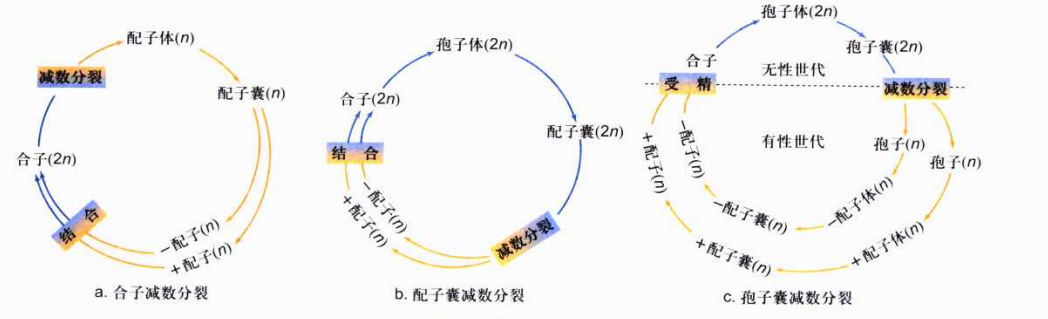 配子体(n)
减数分裂
配子囊(n)
合子(2n)
结 合
−配子(n)
+配子(n)
a. 合子减数分裂
孢子体(2n)
合子(2n)
配子囊(2n)
结 合
−配子(n)
+配子(n)
减数分裂
b. 配子囊减数分裂
孢子体(2n)
孢子囊(2n)
合子
无性世代
受 精
减数分裂
有性世代
−配子(n)
+配子(n)
孢子(n)
孢子(n)
−配子体(n)
−配子囊(n)
+配子体(n)
+配子囊(n)
c. 孢子囊减数分裂